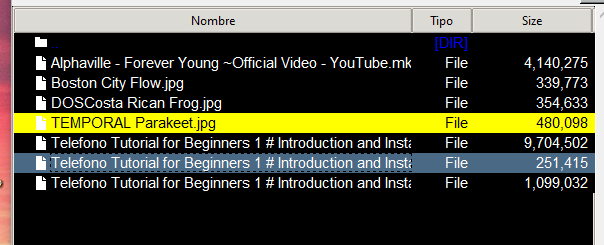 Nombre Tipo Size
[DIR]
Alphaville - Forever Young ~Official Video - YouTube.mk File 4,140,275
Boston City Flow.jpg File 339,773
DOSCosta Rican Frog.jpg File 354,633
TEMPORAL Parakeet.jpg File 480,098
Telefono Tutorial for Beginners 1 # Introduction and Insta File 9,704,502
Telefono Tutorial for Beginners 1 # Introduction and Insta File 251,415
Telefono Tutorial for Beginners 1 # Introduction and Insta File 1,099,032